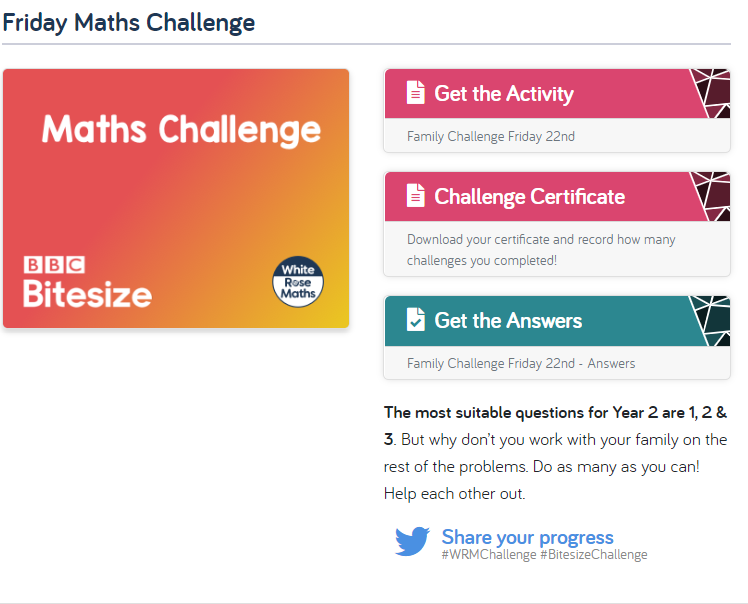 Friday Maths Challenge
Maths Challenge
BBC
Bitesize
White
Rose
Maths
Get the Activity
Family Challenge Friday 22nd
Challenge Certificate
Download your certificate and record how many
challenges you completed!
Get the Answers
Family Challenge Friday 22nd - Answers
The most suitable questions for Year 2 are 1, 2 &
3. But why don't you work with your family on the
rest of the problems. Do as many as you can!
Help each other out.
Share your progress
#WRMChallenge #BitesizeChallenge